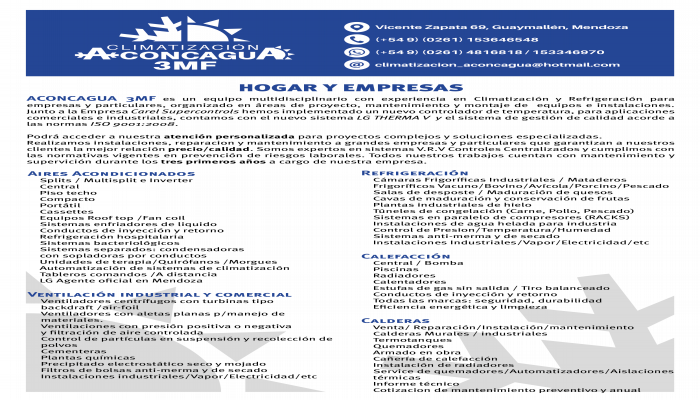 CLIMATIZACIÓN
ACONCAGUA
3MF
Vicente Zapata 69, Guaymallén, Mendoza
(+54 9) (0261) 153646548
(+54 9) (0261) 4816818 / 153346970
climatizacion_aconcagua@hotmail.com
HOGAR Y EMPRESAS
ACONCAGUA 3MF es un equipo multidisciplinario con experiencia en Climatización y Refrigeración para
empresas y particulares, organizado en áreas de proyecto, mantenimiento y montaje de equipos e instalaciones.
Junto a la Empresa Carel Supercontrols hemos implementado un nuevo controlador de temperatura, para aplicaciones
comerciales e industriales, contamos con el nuevo sistema LG THERMA V y el sistema de gestión de calidad acorde a
las normas ISO 9001:2018.
Podrá acceder a nuestra atención personalizada para proyectos complejos y soluciones especializadas.
Realizamos instalaciones, reparacion y mantenimiento a grandes empresas y particulares que garantizan a nuestros
clientes la mejor relación precio/calidad. Somos expertos en sistemas V.R.V Controles Centralizados y cumplimos con
las normativas vigentes en prevención de riesgos laborales. Todos nuestros trabajos cuentan con mantenimiento y
supervición durante los tres primeros años a cargo de nuestra empresa.
AIRES ACONDICIONADOS
Splits / Multisplit e Inverter
Central
Piso techo
Compacto
Portátil
Cassettes
Equipos Roof top /Fan coil
Sistemas enfriadores de liquido
Conductos de inyección y retorno
Refrigeración hospitalaria
Sistemas bacteriológicos
Sistemas separados: condensadoras
con sopladoras por conductos
Unidades de terapia/Quirófanos /Morgues
Automatización de sistemas de climatización
Tableros comandos /A distancia
LG Agente oficial en Mendoza
VENTILACIÓN INDUSTRIAL Y COMERCIAL
Ventiladores centrifugos con turbinas tipo
backdraft /air-foil
Ventiladores con aletas planas p/manejo de
materiales.
Ventilaciones con presión positiva o negativa
y filtración de aire controlada
Control de partículas en suspensión y recolección de
polvos
Cementeras
Plantas químicas
Precipitado electrostático seco y mojado
Filtros de bolsas anti-merma y de secado
Instalaciones industriales/Vapor/Electricidad/etc
REFRIGERACIÓN
Cámaras Frigoríficas Industriales / Mataderos
Frigoríficos Vacuno/Bovino/Avícola/Porcino/Pescado
Salas de desposte / Maduración de quesos
Cavas de maduración y conservación de frutas
Plantas industriales de hielo
Túneles de congelación (Carne, Pollo, Pescado)
Sistemas en paralelo de compresores (RACKS)
Instalaciones de agua helada para industria
Control de Presion/Temperatura/Humedad
Sistemas anti-merma y de secado
Instalaciones Industriales/Vapor/Electricidad/etc
CALEFACCIÓN
Central / Bomba
Piscinas
Radiadores
Calentadores
Estufas de gas sin salida / Tiro balanceado
Conductos de inyección y retorno
Todas las marcas: seguridad, durabilidad
Eficiencia energética y limpieza
CALDERAS
Venta/ Reparación/Instalación/mantenimiento
Calderas Murales / Industriales
Termotanques
Quemadores
Armado en obra
Cañería de calefacción
Instalación de radiadores
Service de quemadores/Automatizadores/Aislaciones
térmicas
Informe técnico
Cotizacion de mantenimiento preventivo y anual